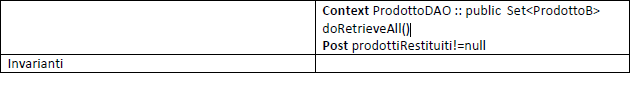 Context ProdottoDAO :: public Set<ProdottoB>
doRetrieveAll()
Post prodottiRestituiti!=null
Invarianti